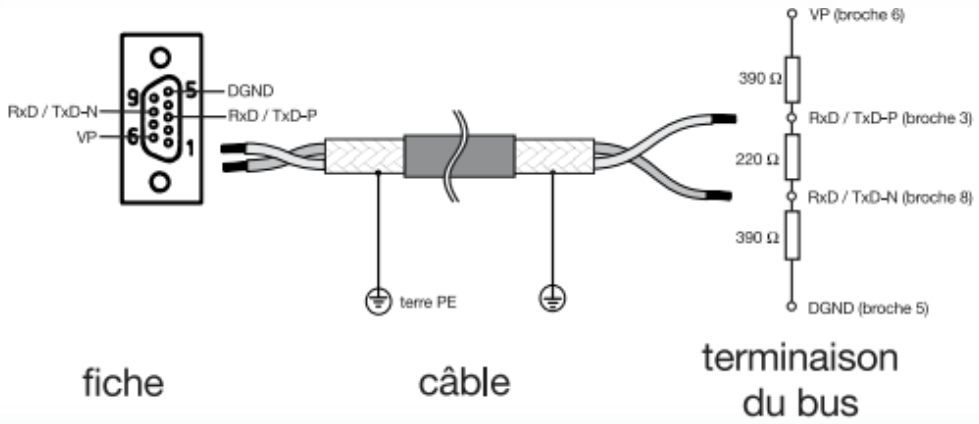 VP (broche 6)
390 Ω
9
5
DGND
RxD / TxD-N
RxD / TxD-P
RxD / TxD-P (broche 3)
VP
6
1
220 Ω
RxD / TxD-N (broche 8)
390 Ω
terre PE
DGND (broche 5)
fiche
câble
terminaison
du bus